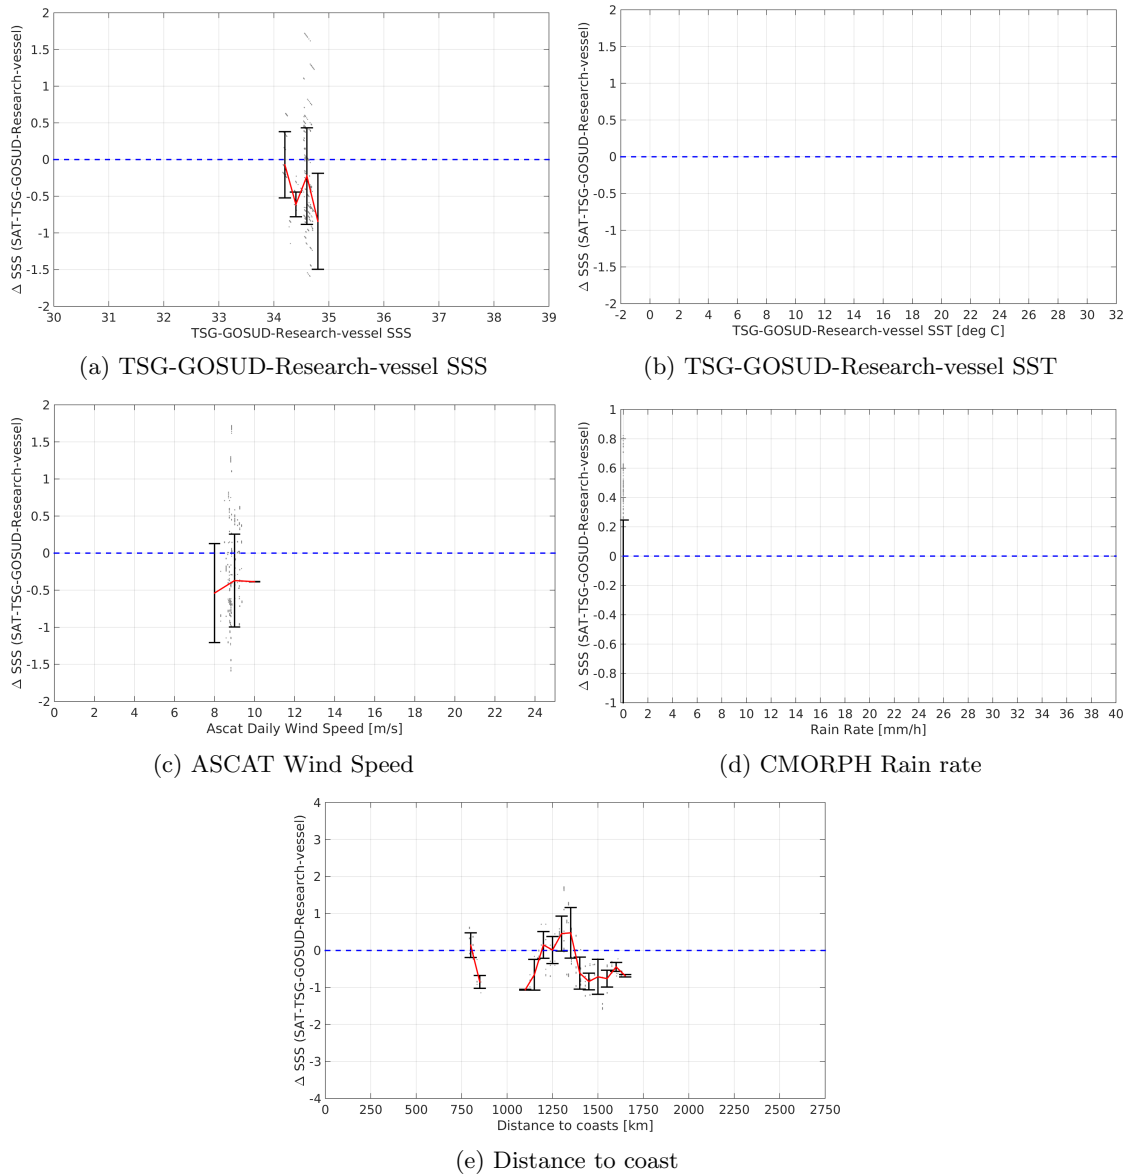 Δ SSS (SAT-TSG-GOSUD-Research-vessel)
2
1.5
1
0.5
0
-0.5
-1
-1.5
-2
30 31 32 33 34 35 36 37 38 39
TSG-GOSUD-Research-vessel SSS
(a) TSG-GOSUD-Research-vessel SSS
Δ SSS (SAT-TSG-GOSUD-Research-vessel)
2
1.5
1
0.5
0
-0.5
-1
-1.5
-2
-2 0 2 4 6 8 10 12 14 16 18 20 22 24 26 28 30 32
TSG-GOSUD-Research-vessel SST [deg C]
(b) TSG-GOSUD-Research-vessel SST
Δ SSS (SAT-TSG-GOSUD-Research-vessel)
2
1.5
1
0.5
0
-0.5
-1
-1.5
-2
0 2 4 6 8 10 12 14 16 18 20 22 24
Ascat Daily Wind Speed [m/s]
(c) ASCAT Wind Speed
Δ SSS (SAT-TSG-GOSUD-Research-vessel)
1
0.8
0.6
0.4
0.2
0
-0.2
-0.4
-0.6
-0.8
-1
0 2 4 6 8 10 12 14 16 18 20 22 24 26 28 30 32 34 36 38 40
Rain Rate [mm/h]
(d) CMORPH Rain rate
Δ SSS (SAT-TSG-GOSUD-Research-vessel)
4
3
2
1
0
-1
-2
-3
-4
0 250 500 750 1000 1250 1500 1750 2000 2250 2500 2750
Distance to coasts [km]
(e) Distance to coast